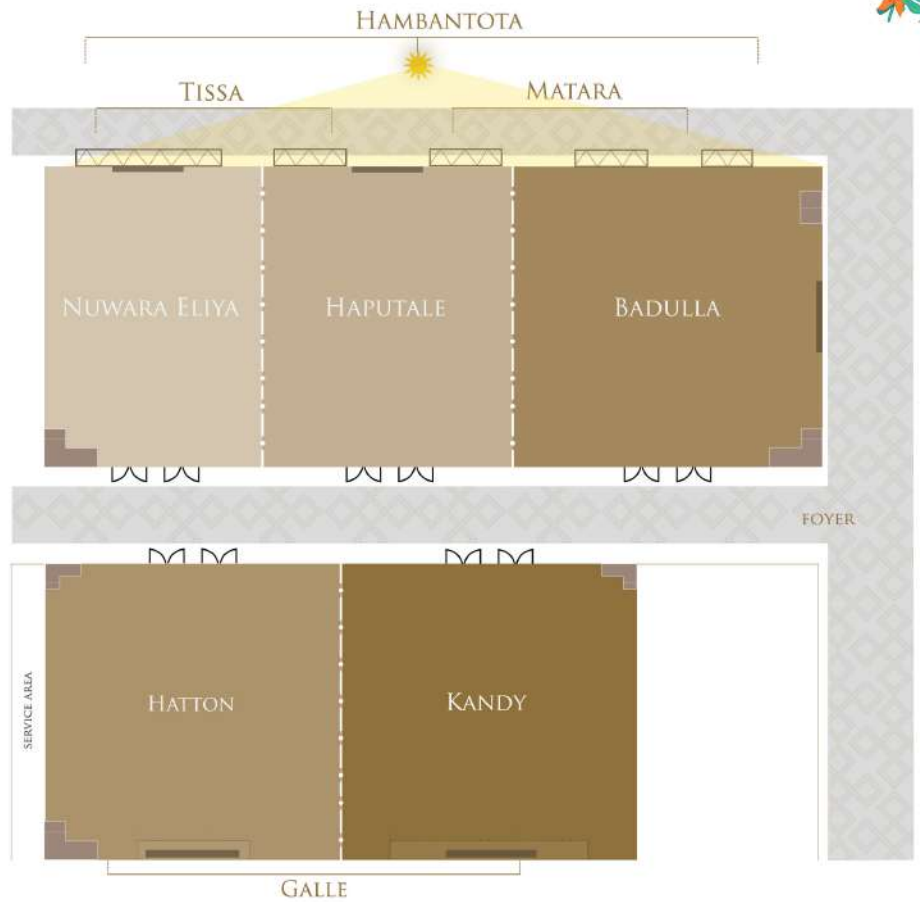 HAMBANTOTA
TISSA
MATARA
NUWARA ELIYA
HAPUTALE
BADULLA
FOYER
SERVICE AREA
HATTON
KANDY
GALLE